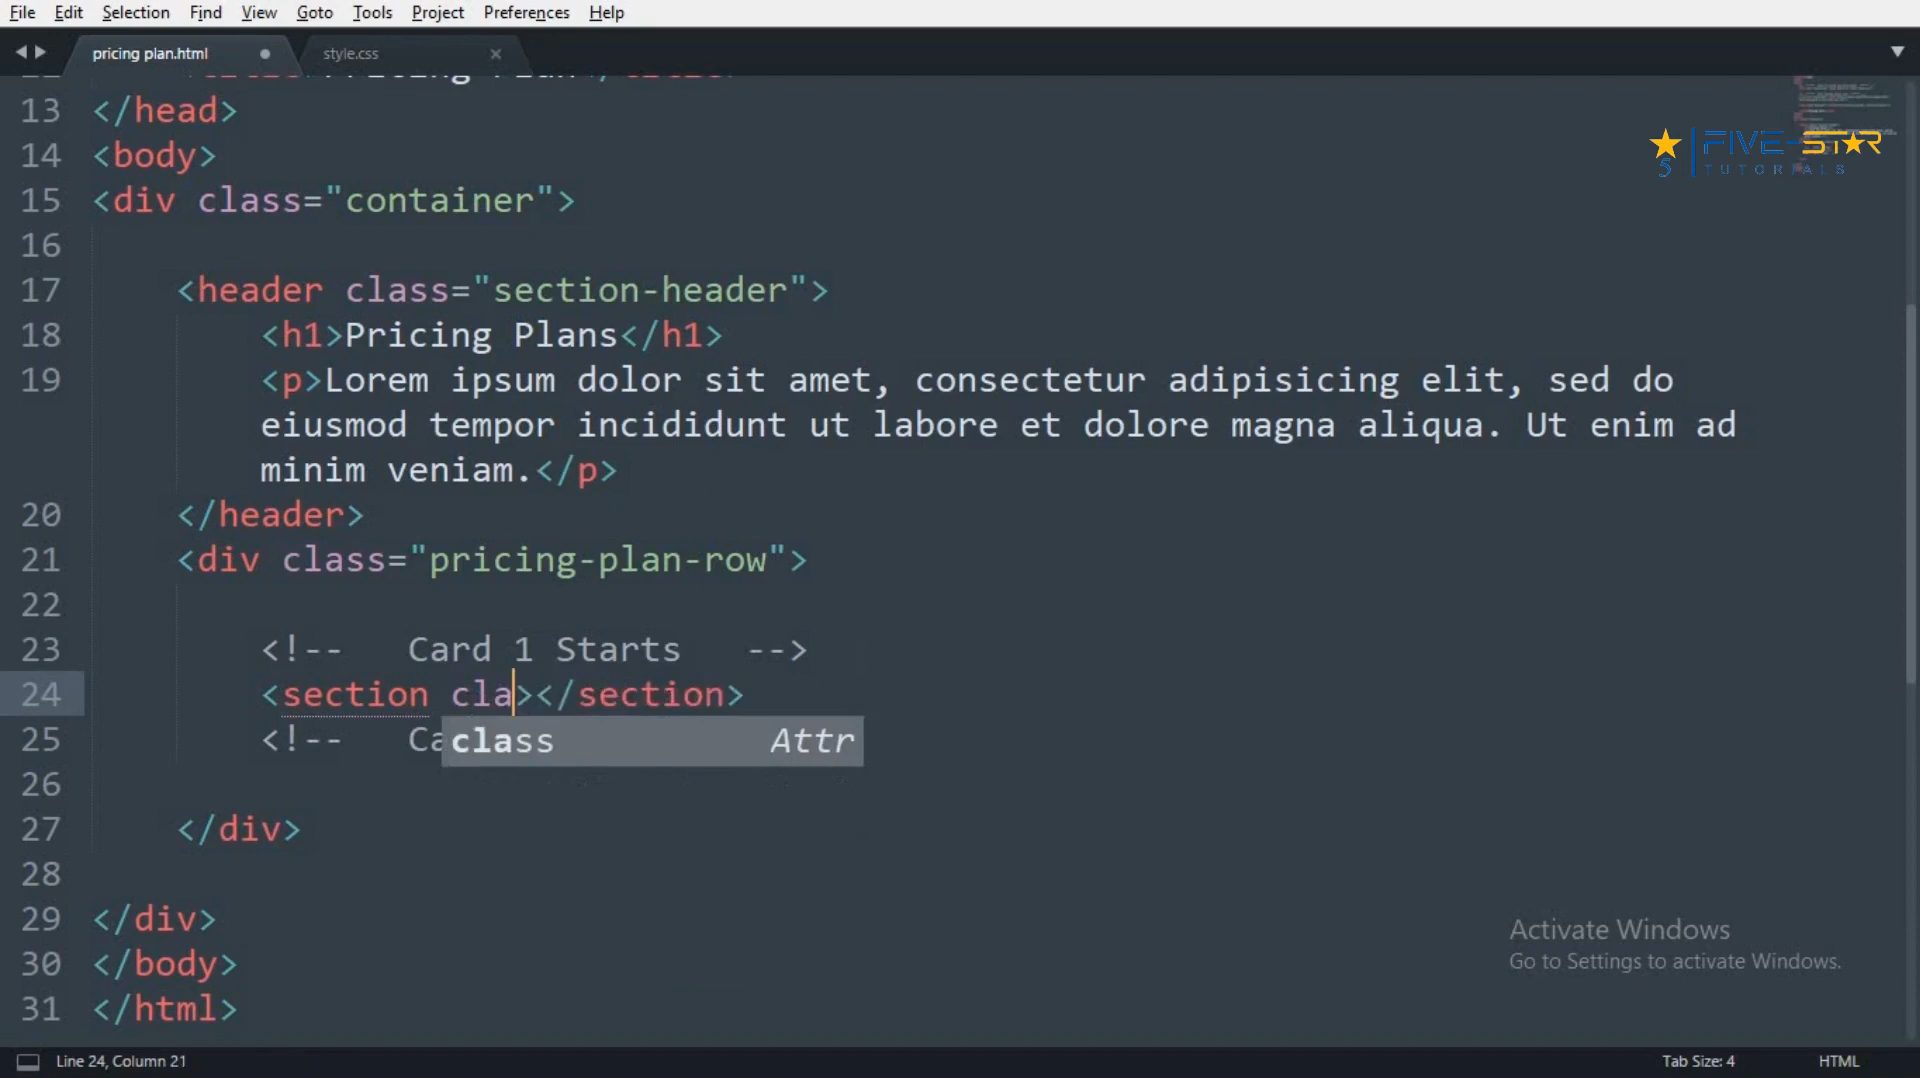 File Edit Selection Find View Goto Tools Project Preferences Help
pricing plan.html style.css
13 </head>
14 <body>
15 <div class="container">
16
17 <header class="section-header">
18 <h1>Pricing Plans</h1>
19 <p>Lorem ipsum dolor sit amet, consectetur adipisicing elit, sed do
eiusmod tempor incididunt ut labore et dolore magna aliqua. Ut enim ad
minim veniam.</p>
20 </header>
21 <div class="pricing-plan-row">
22
23 <!-- Card 1 Starts -->
24 <section cla></section>
25 <!-- Ca
class Attr
26
27 </div>
28
29 </div>
30 </body>
31 </html>
5 FIVE-STAR
TUTORIALS
Activate Windows
Go to Settings to activate Windows.
Line 24, Column 21 Tab Size: 4 HTML